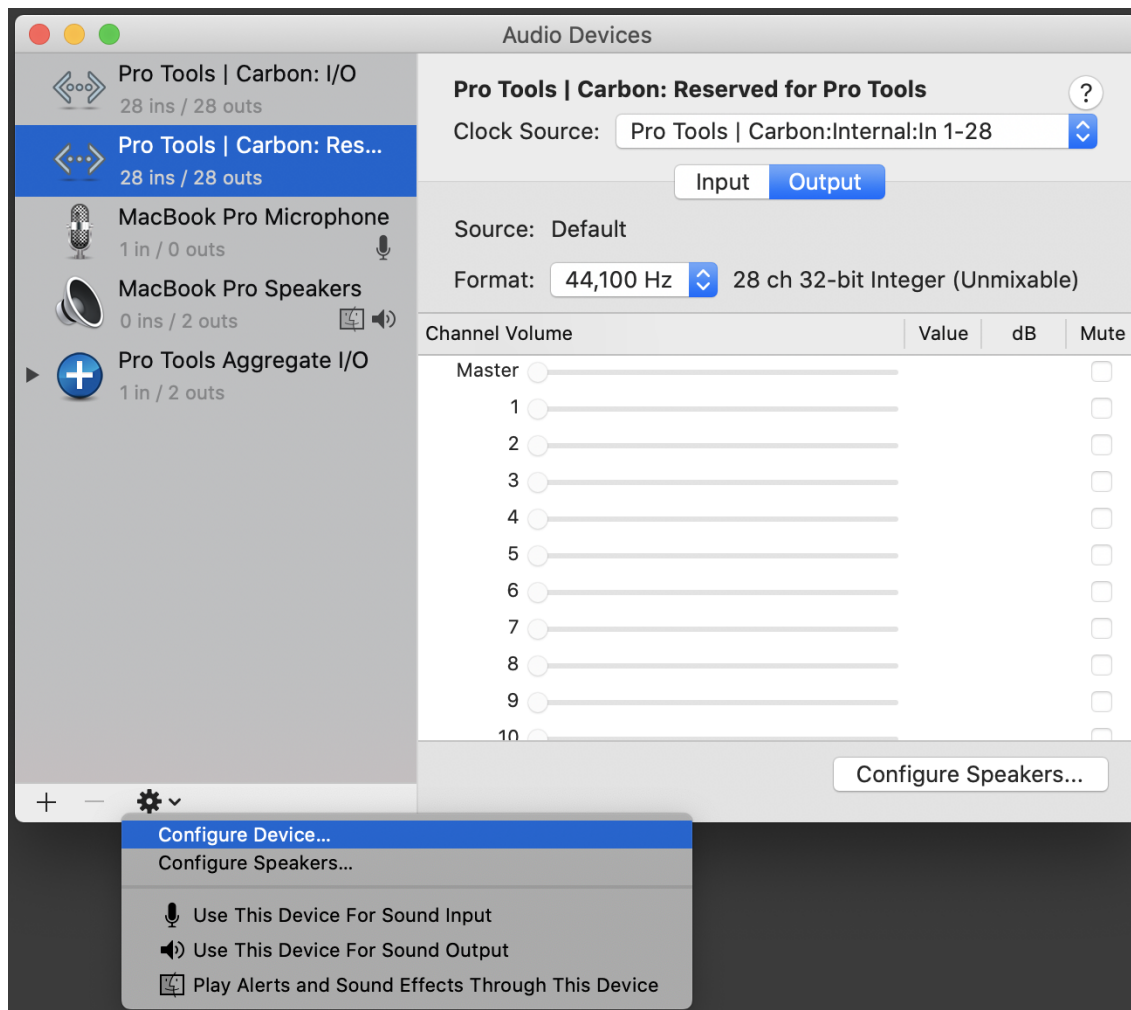 Audio Devices
Pro Tools | Carbon: I/O
28 ins / 28 outs
Pro Tools | Carbon: Res...
28 ins / 28 outs
MacBook Pro Microphone
1 in / 0 outs
MacBook Pro Speakers
0 ins / 2 outs
Pro Tools Aggregate I/O
1 in / 2 outs
Pro Tools | Carbon: Reserved for Pro Tools
?
Clock Source: Pro Tools | Carbon:Internal:In 1-28
Input Output
Source: Default
Format: 44,100 Hz 28 ch 32-bit Integer (Unmixable)
Channel Volume Value dB Mute
Master
1
2
3
4
5
6
7
8
9
10
Configure Speakers...
Configure Device...
Configure Speakers...
Use This Device For Sound Input
Use This Device For Sound Output
Play Alerts and Sound Effects Through This Device